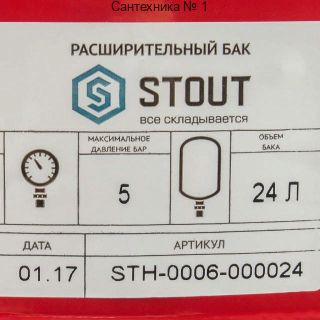 Сантехника № 1
РАСШИРИТЕЛЬНЫЙ БАК
STOUT
все складывается
МАКСИМАЛЬНОЕ
ДАВЛЕНИЕ БАР
ОБЪЕМ
БАКА
5
24 Л
ДАТА
АРТИКУЛ
01.17
STH-0006-000024